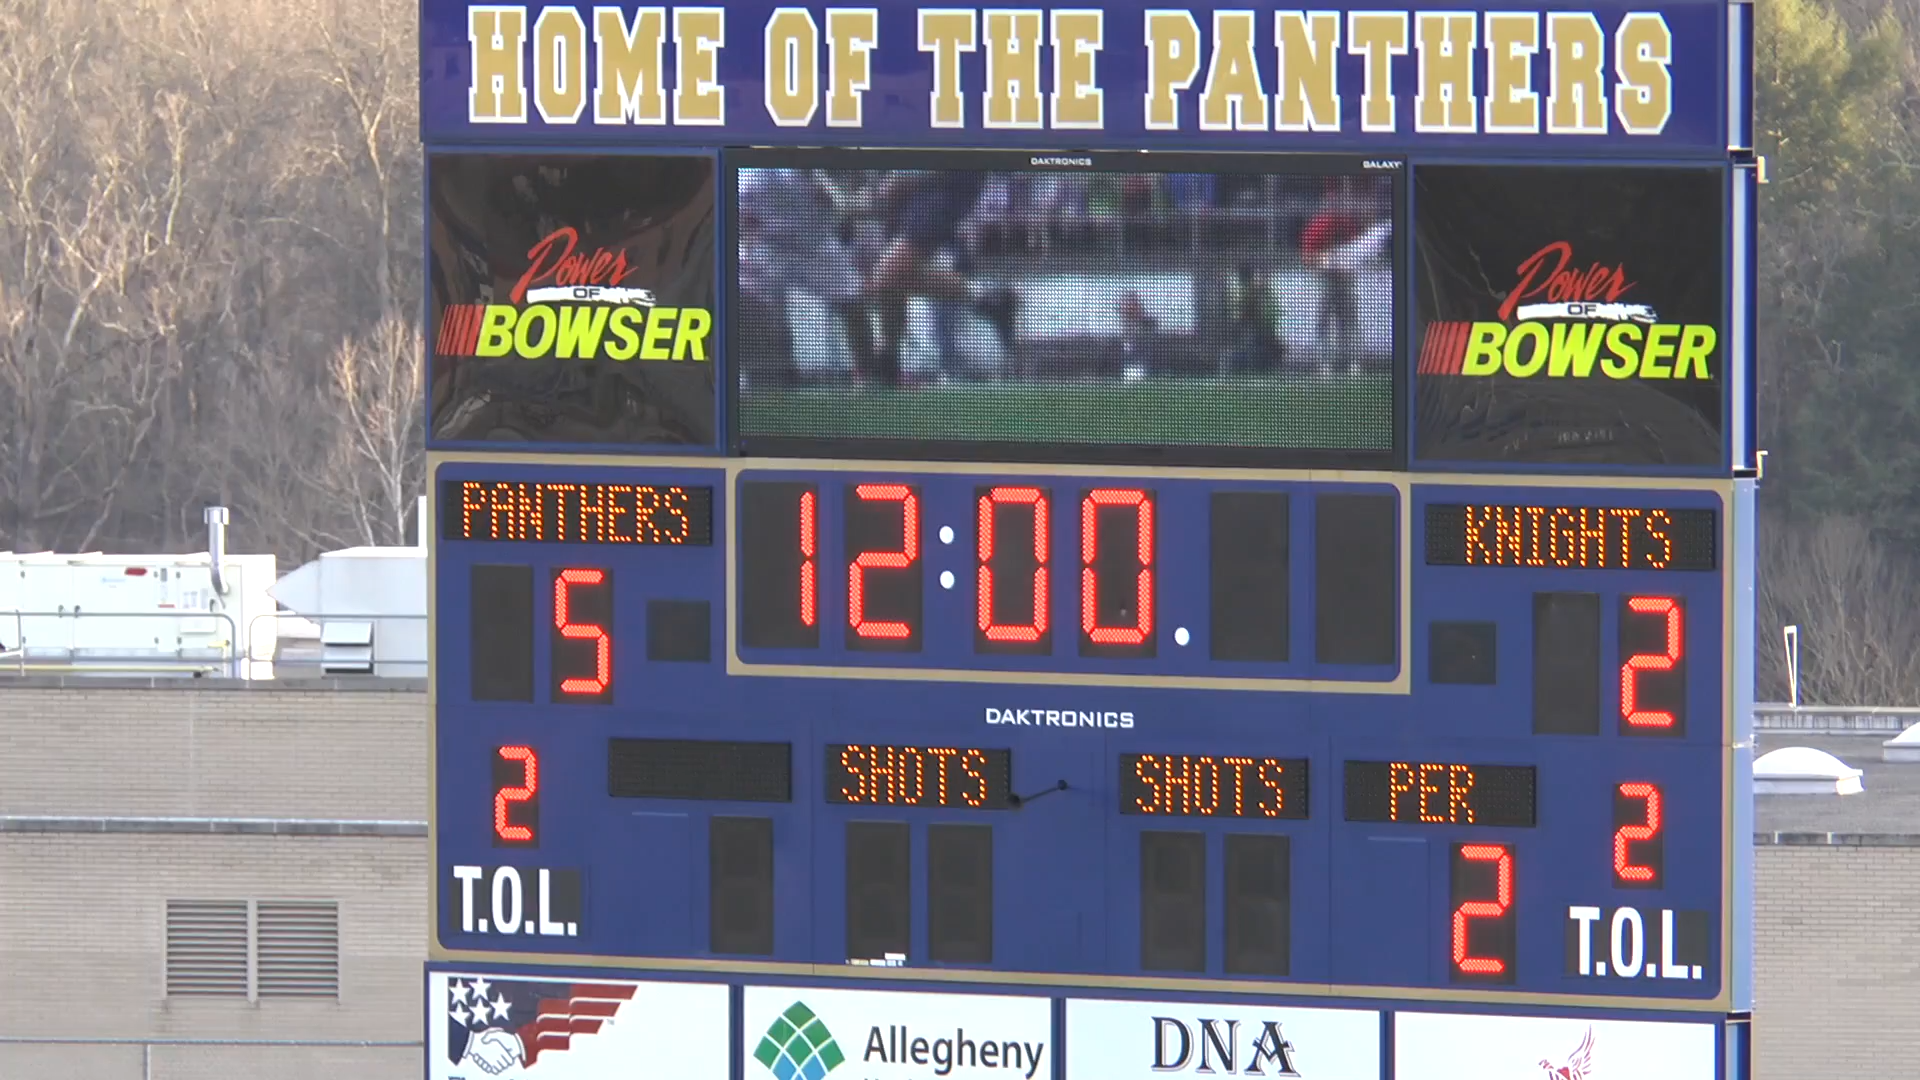 HOME OF THE PANTHERS
DAKTRONICS
GALAXY
Power
OF
BOWSER
Power
OF
BOWSER
PANTHERS
12:00.
KNIGHTS
5
2
DAKTRONICS
2
SHOTS
SHOTS
PER
2
2
T.O.L.
T.O.L.
Allegheny
DNA